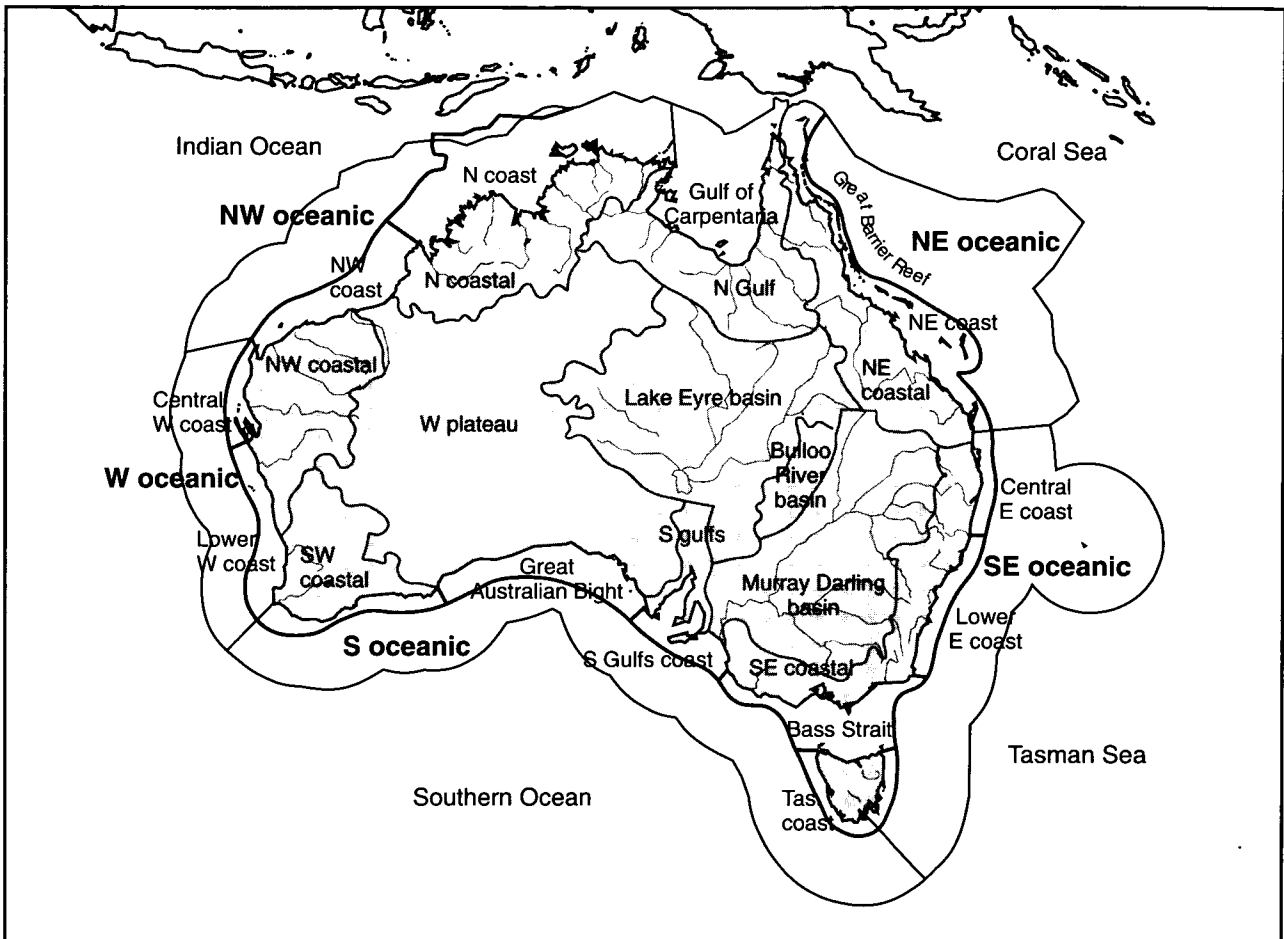 Indian Ocean
Coral Sea
N coast
Gulf of
Carpentaria
Great Barrier Reef
NW oceanic
NE oceanic
NW
coast
N coastal
N Gulf
NE coast
NW coastal
NE
coastal
Central
W coast
Lake Eyre basin
W plateau
Bulloo
River
basin
W oceanic
Central
E coast
S gulfs
Lower
W coast
SW
coastal
Great
Australian Bight
SE oceanic
Murray Darling
basin
Lower
E coast
S oceanic
S Gulfs coast
SE coastal
Bass Strait
Tasman Sea
Southern Ocean
Tas
coast